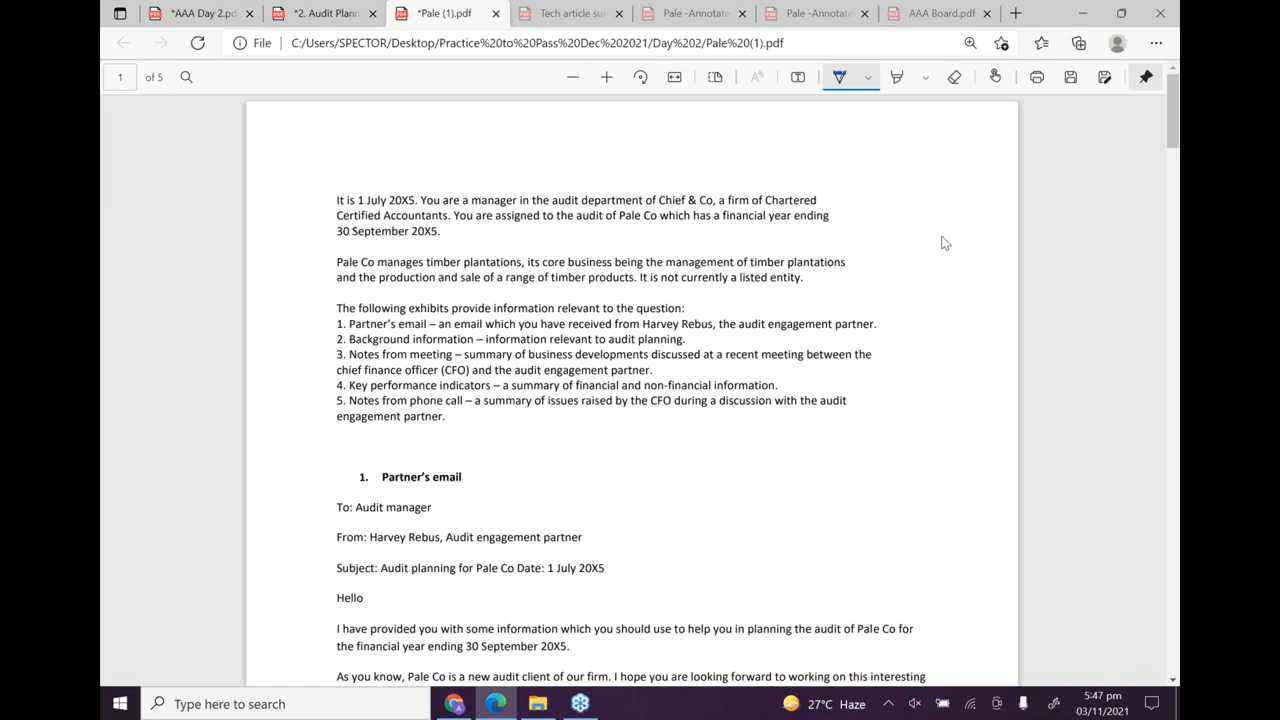 *AAA Day 2.pd
*2. Audit Plann
*Pale (1).pdf
Tech article su
Pale -Annotate
Pale -Annotate
AAA Board.pdf
File
C:/Users/SPECTOR/Desktop/Practice%20to%20Pass%20Dec%202021/Day%202/Pale%20(1).pdf
1 of 5
It is 1 July 20X5. You are a manager in the audit department of Chief & Co, a firm of Chartered
Certified Accountants. You are assigned to the audit of Pale Co which has a financial year ending
30 September 20X5.
Pale Co manages timber plantations, its core business being the management of timber plantations
and the production and sale of a range of timber products. It is not currently a listed entity.
The following exhibits provide information relevant to the question:
1. Partner’s email – an email which you have received from Harvey Rebus, the audit engagement partner.
2. Background information – information relevant to audit planning.
3. Notes from meeting – summary of business developments discussed at a recent meeting between the
chief finance officer (CFO) and the audit engagement partner.
4. Key performance indicators – a summary of financial and non-financial information.
5. Notes from phone call – a summary of issues raised by the CFO during a discussion with the audit
engagement partner.
1. Partner’s email
To: Audit manager
From: Harvey Rebus, Audit engagement partner
Subject: Audit planning for Pale Co Date: 1 July 20X5
Hello
I have provided you with some information which you should use to help you in planning the audit of Pale Co for
the financial year ending 30 September 20X5.
As you know, Pale Co is a new audit client of our firm. I hope you are looking forward to working on this interesting
Type here to search
27°C Haze
5:47 pm
03/11/2021